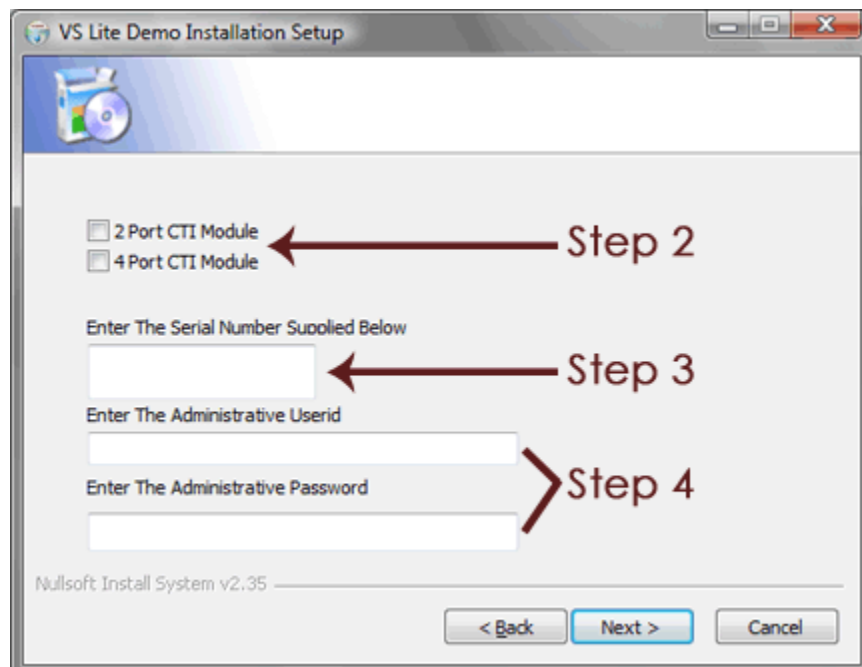 VS Lite Demo Installation Setup
2 Port CTI Module
Step 2
4 Port CTI Module
Enter The Serial Number Supplied Below
Step 3
Enter The Administrative Userid
Step 4
Enter The Administrative Password
Nullsoft Install System v2.35
< Back
Next >
Cancel